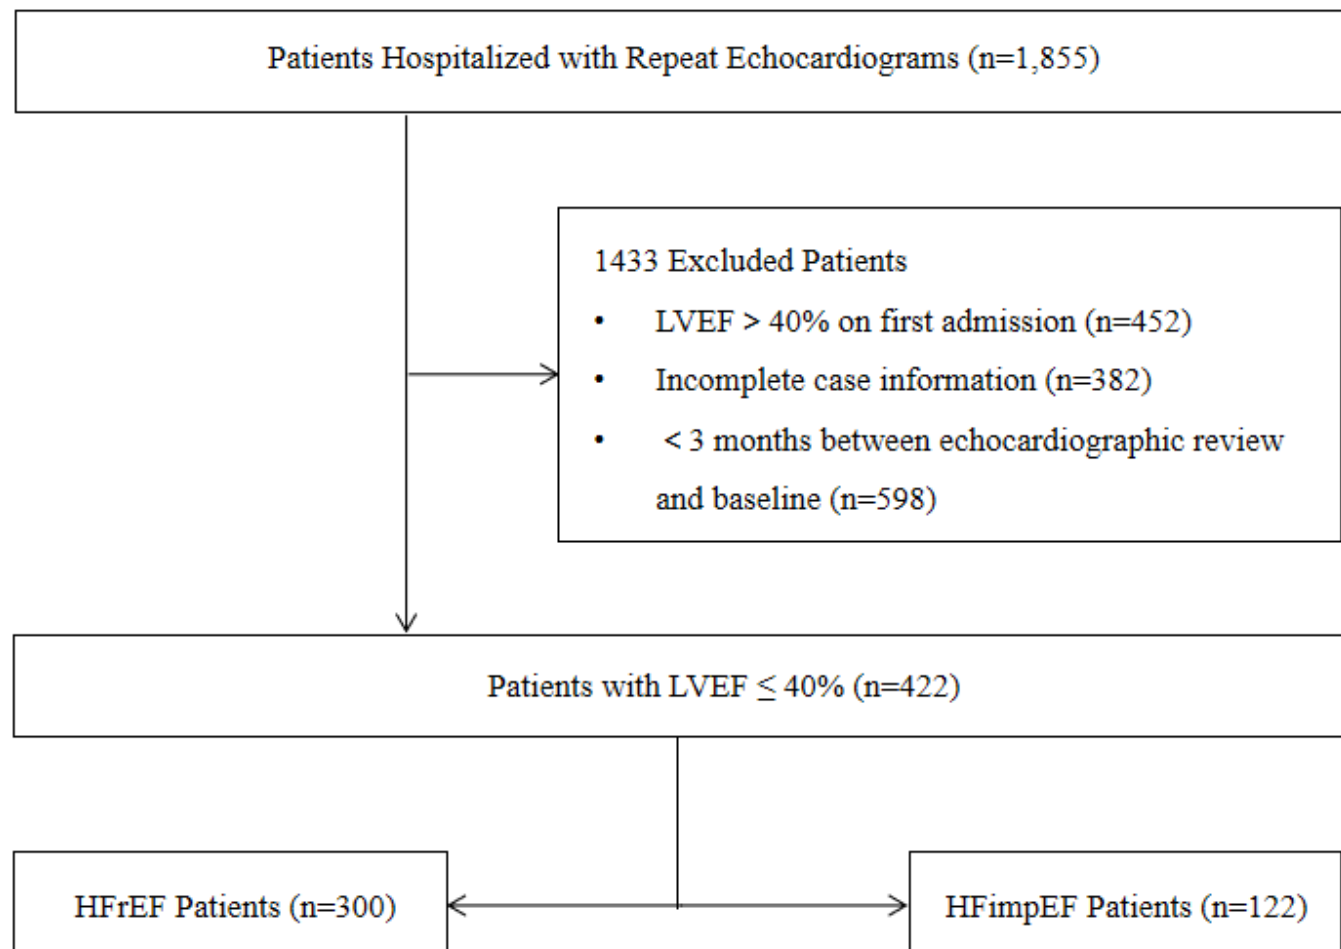 Patients Hospitalized with Repeat Echocardiograms (n=1,855)
1433 Excluded Patients
• LVEF > 40% on first admission (n=452)
• Incomplete case information (n=382)
• < 3 months between echocardiographic review
and baseline (n=598)
Patients with LVEF ≤ 40% (n=422)
HFrEF Patients (n=300)
HFimpEF Patients (n=122)